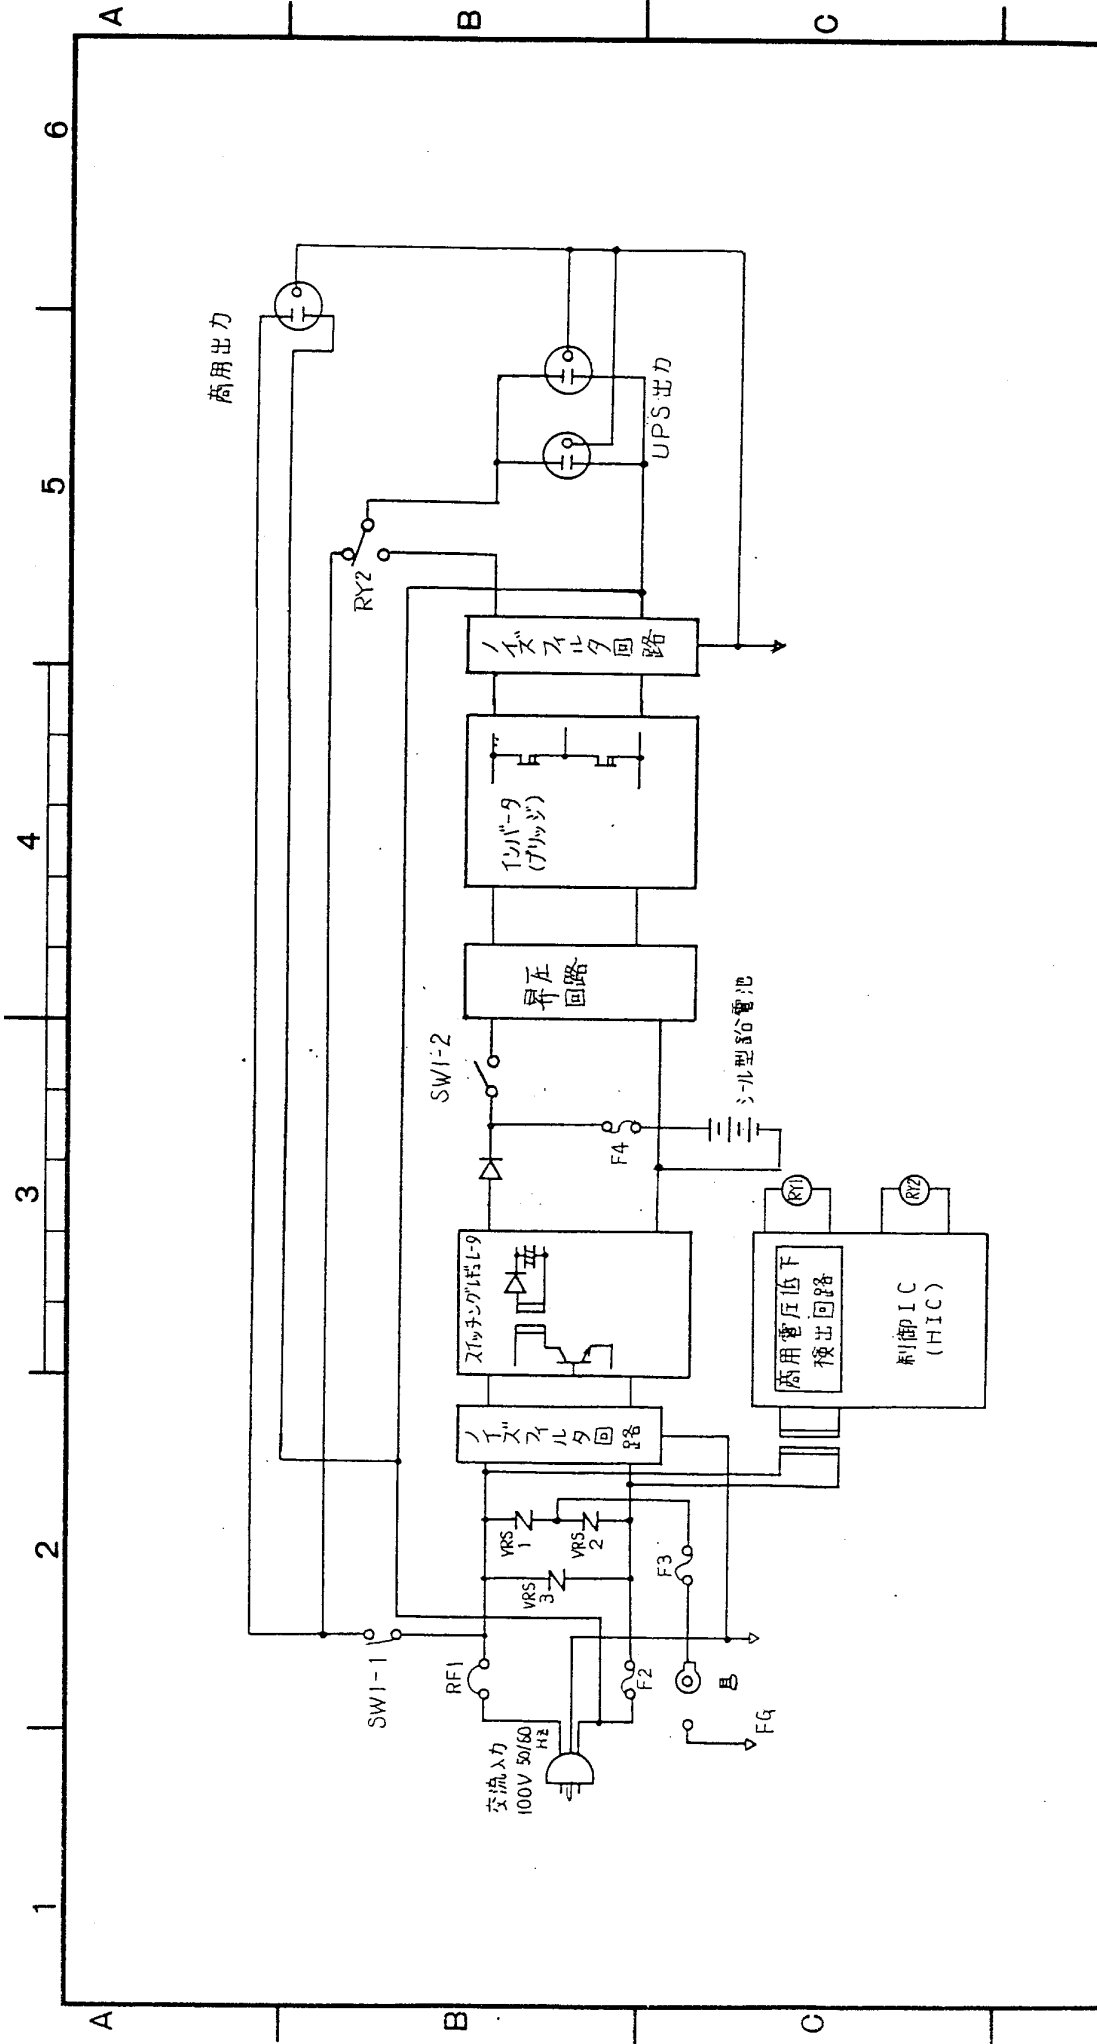 A
B
C
1
2
3
4
5
6
A
B
C
交流入力
100V 50/60
Hz
SW1-1
RF1
F2
VRS
3
VRS
1
VRS
2
F3
FG
ノイズフィルタ回路
スイッチングレギュレータ
商用電圧低下
検出回路
制御IC
(HIC)
RY1
RY2
F4
シール型鉛電池
SW1-2
昇圧
回路
インバータ
(ブリッジ)
ノイズフィルタ回路
RY2
UPS出力
商用出力